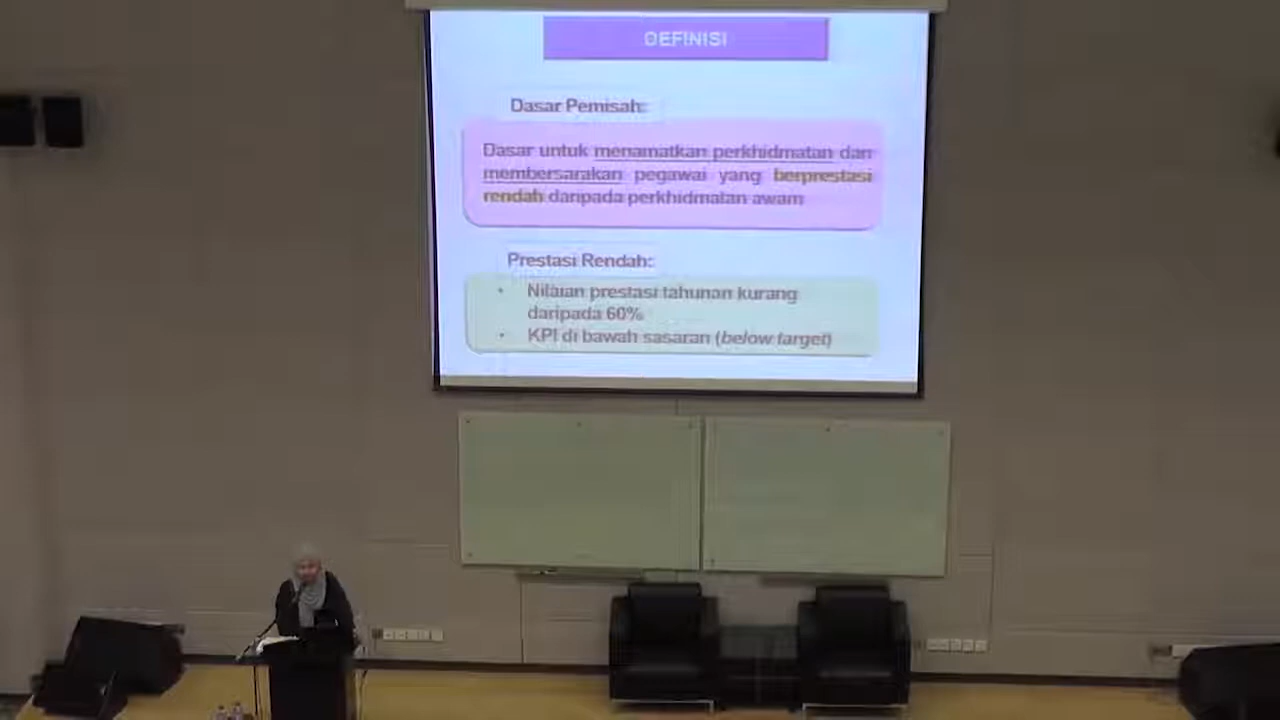 DEFINISI
Dasar Pemisah:
Dasar untuk menamatkan perkhidmatan dan
membersarakan pegawai yang berprestasi
rendah daripada perkhidmatan awam
Prestasi Rendah:
• Nilaian prestasi tahunan kurang
daripada 60%
• KPI di bawah sasaran (below target)